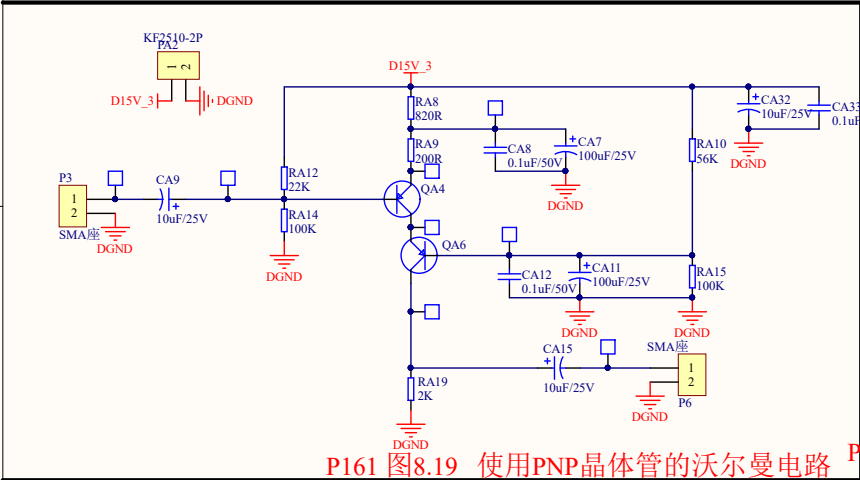 KF2510-2P
PA2
1
2
D15V_3
DGND
D15V_3
RA8
820R
RA9
200R
CA8
0.1uF/50V
CA7
100uF/25V
DGND
CA32
10uF/25V
CA33
0.1uF
DGND
RA10
56K
P3
1
2
SMA座
DGND
CA9
10uF/25V
RA12
22K
RA14
100K
DGND
QA4
QA6
CA12
0.1uF/50V
CA11
100uF/25V
DGND
RA15
100K
DGND
CA15
10uF/25V
SMA座
1
2
P6
DGND
RA19
2K
DGND
P161 图8.19 使用PNP晶体管的沃尔曼电路
P